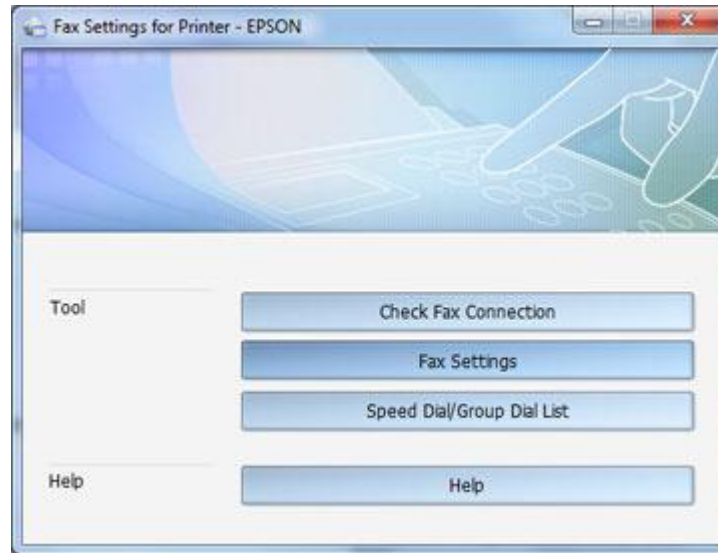 Fax Settings for Printer - EPSON
Tool
Check Fax Connection
Fax Settings
Speed Dial/Group Dial List
Help
Help